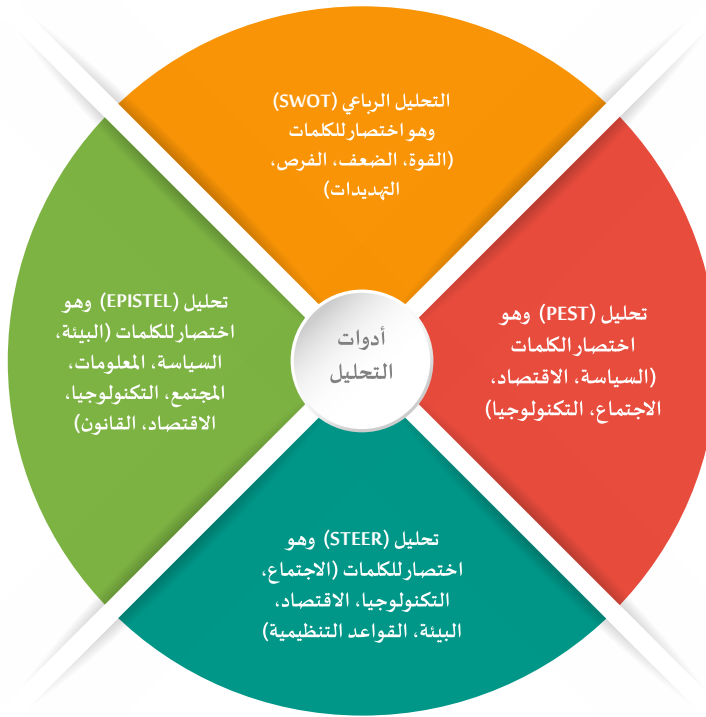 التحليل الرباعي (SWOT)
وهو اختصار للكلمات
(القوة، الضعف، الفرص،
التهديدات)
تحليل (PEST) وهو
اختصار الكلمات
(السياسة، الاقتصاد،
الاجتماع، التكنولوجيا)
أدوات
التحليل
تحليل (EPISTEL) وهو
اختصار للكلمات (البيئة،
السياسة، المعلومات،
المجتمع، التكنولوجيا،
الاقتصاد، القانون)
تحليل (STEER) وهو
اختصار للكلمات (الاجتماع،
التكنولوجيا، الاقتصاد،
البيئة، القواعد التنظيمية)